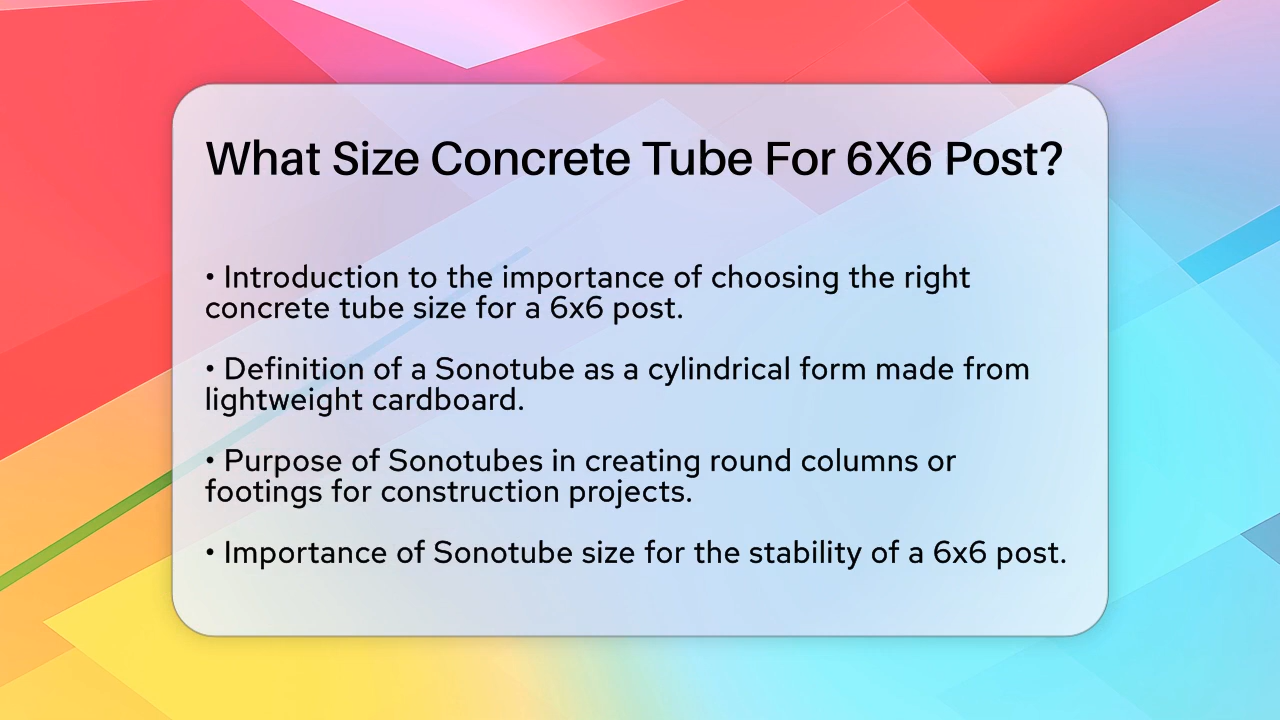 What Size Concrete Tube For 6X6 Post?
• Introduction to the importance of choosing the right
concrete tube size for a 6x6 post.
• Definition of a Sonotube as a cylindrical form made from
lightweight cardboard.
• Purpose of Sonotubes in creating round columns or
footings for construction projects.
• Importance of Sonotube size for the stability of a 6x6 post.